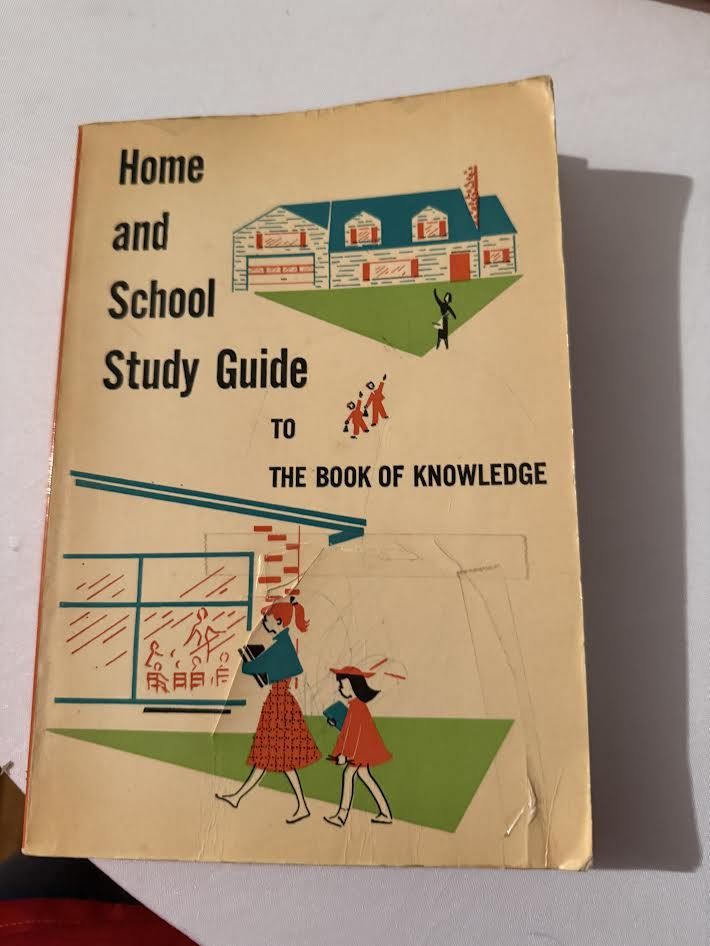 Home
and
School
Study Guide
TO
THE BOOK OF KNOWLEDGE